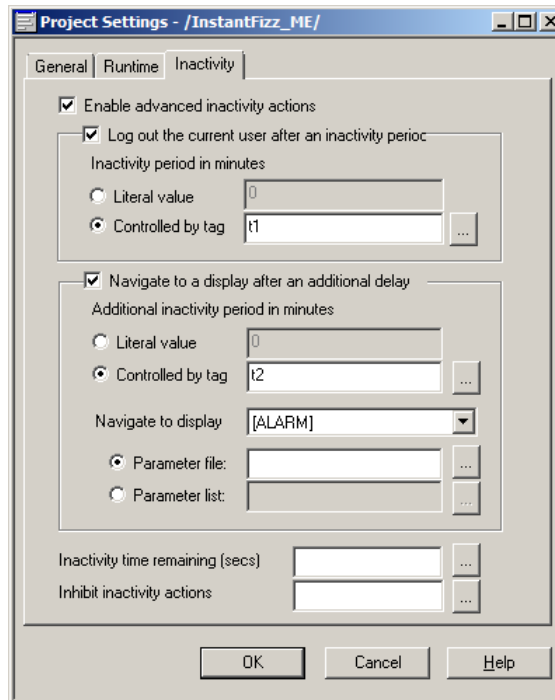 Project Settings - /InstantFizz_ME/
General Runtime Inactivity
Enable advanced inactivity actions
Log out the current user after an inactivity period
Inactivity period in minutes
Literal value 0
Controlled by tag t1 ...
Navigate to a display after an additional delay
Additional inactivity period in minutes
Literal value 0
Controlled by tag t2 ...
Navigate to display [ALARM]
Parameter file: ...
Parameter list: ...
Inactivity time remaining (secs) ...
Inhibit inactivity actions ...
OK Cancel Help